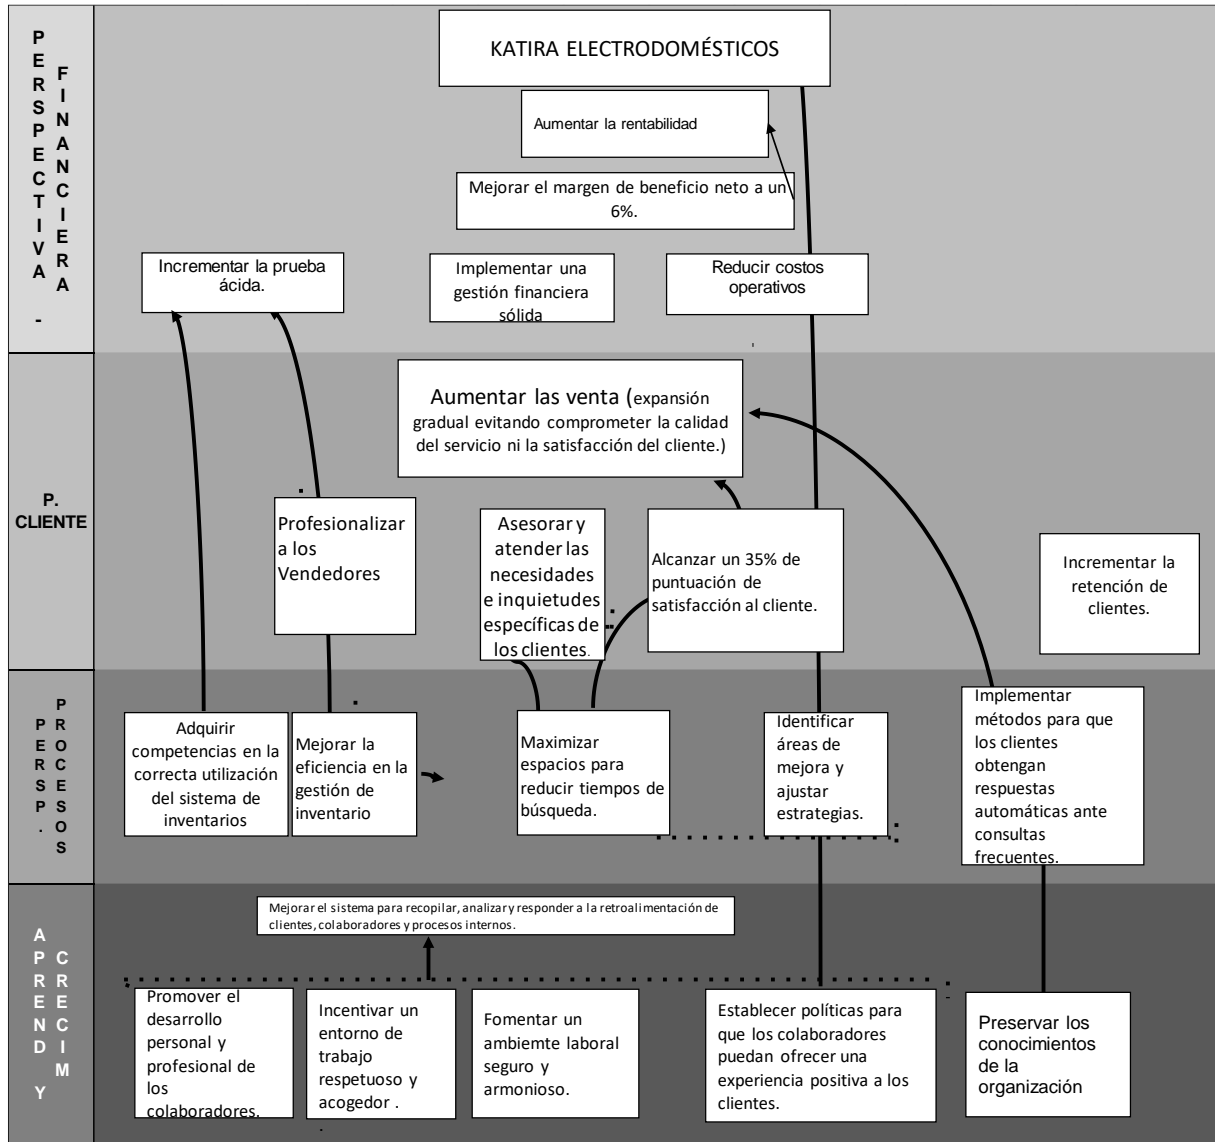 PERSPECTIVA -
FINANCIERA
KATIRA ELECTRODOMÉSTICOS
Aumentar la rentabilidad
Mejorar el margen de beneficio neto a un
6%.
Incrementar la prueba
ácida.
Implementar una
gestión financiera
sólida
Reducir costos
operativos
P.
CLIENTE
Aumentar las venta (expansión
gradual evitando comprometer la calidad
del servicio ni la satisfacción del cliente.)
Profesionalizar
a los
Vendedores
Asesorar y
atender las
necesidades
e inquietudes
específicas de
los clientes.
Alcanzar un 35% de
puntuación de
satisfacción al cliente.
Incrementar la
retención de
clientes.
PERSP.
PROCESOS
Adquirir
competencias en la
correcta utilización
del sistema de
inventarios
Mejorar la
eficiencia en la
gestión de
inventario
Maximizar
espacios para
reducir tiempos de
búsqueda.
Identificar
áreas de
mejora y
ajustar
estrategias.
Implementar
métodos para que
los clientes
obtengan
respuestas
automáticas ante
consultas
frecuentes.
APREND Y
CRECIM
Mejorar el sistema para recopilar, analizar y responder a la retroalimentación de
clientes, colaboradores y procesos internos.
Promover el
desarrollo
personal y
profesional de
los
colaboradores.
Incentivar un
entorno de
trabajo
respetuoso y
acogedor .
Fomentar un
ambiemte laboral
seguro y
armonioso.
Establecer políticas para
que los colaboradores
puedan ofrecer una
experiencia positiva a los
clientes.
Preservar los
conocimientos
de la
organización